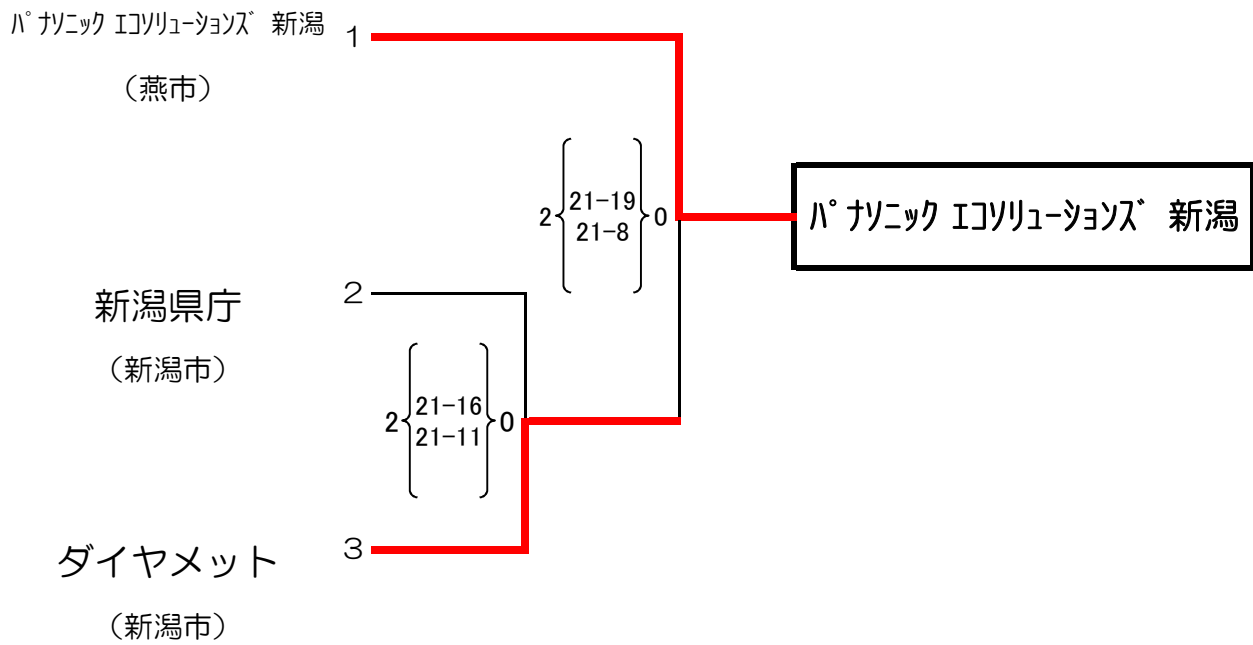 ﾊﾟﾅｿﾆｯｸ ｴｺｿﾘｭｰｼｮﾝｽﾞ 新潟 1
（燕市）
2 21-19 0
21-8
ﾊﾟﾅｿﾆｯｸ ｴｺｿﾘｭｰｼｮﾝｽﾞ 新潟
新潟県庁 2
（新潟市）
2 21-16 0
21-11
ダイヤメット 3
（新潟市）